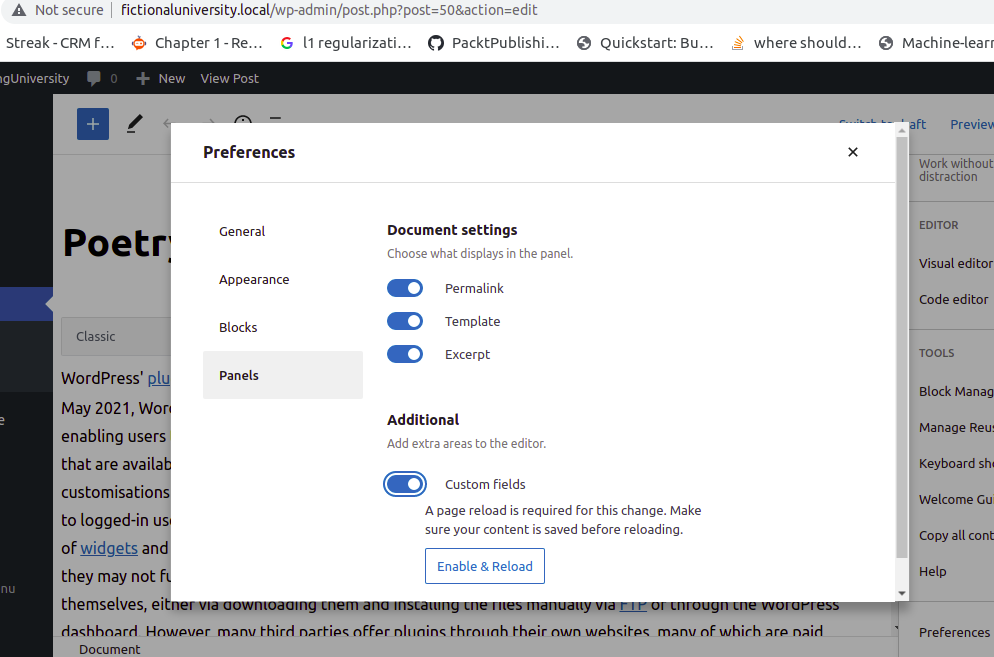 Not secure fictionaluniversity.local/wp-admin/post.php?post=50&action=edit
Streak - CRM f... Chapter 1 - Re... l1 regularizati... PacktPublishi... Quickstart: Bu... where should... Machine-learn
ngUniversity 0 New View Post
Preview
Preferences
Work without
distraction
General
Appearance
Blocks
Panels
Document settings
Choose what displays in the panel.
Permalink
Template
Excerpt
Additional
Add extra areas to the editor.
Custom fields
A page reload is required for this change. Make
sure your content is saved before reloading.
Enable & Reload
EDITOR
Visual editor
Code editor
TOOLS
Block Manag
Manage Reus
Keyboard sho
Welcome Gui
Copy all cont
Help
Preferences
Poetry
Classic
WordPress' plu
May 2021, Word
enabling users
that are availab
customisations
to logged-in use
of widgets and
they may not fu
themselves, either via downloading them and installing the files manually via FTP or through the WordPress
dashboard. However, many third parties offer plugins through their own websites, many of which are paid
Document
e
nu